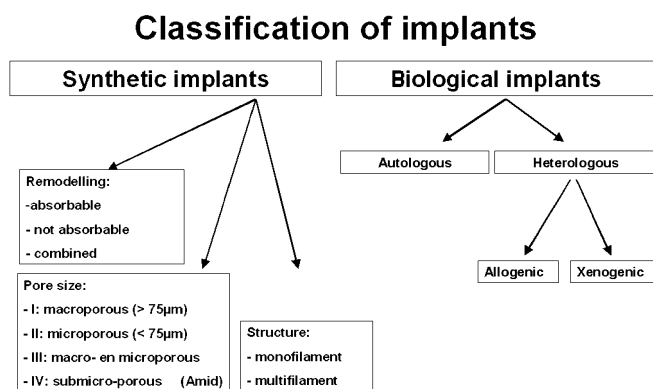 Classification of implants
Synthetic implants
Biological implants
Autologous
Heterologous
Remodelling:
-absorbable
- not absorbable
- combined
Allogenic
Xenogenic
Pore size:
- I: macroporous (> 75µm)
- II: microporous (< 75µm)
- III: macro- en microporous
- IV: submicro-porous (Amid)
Structure:
- monofilament
- multifilament